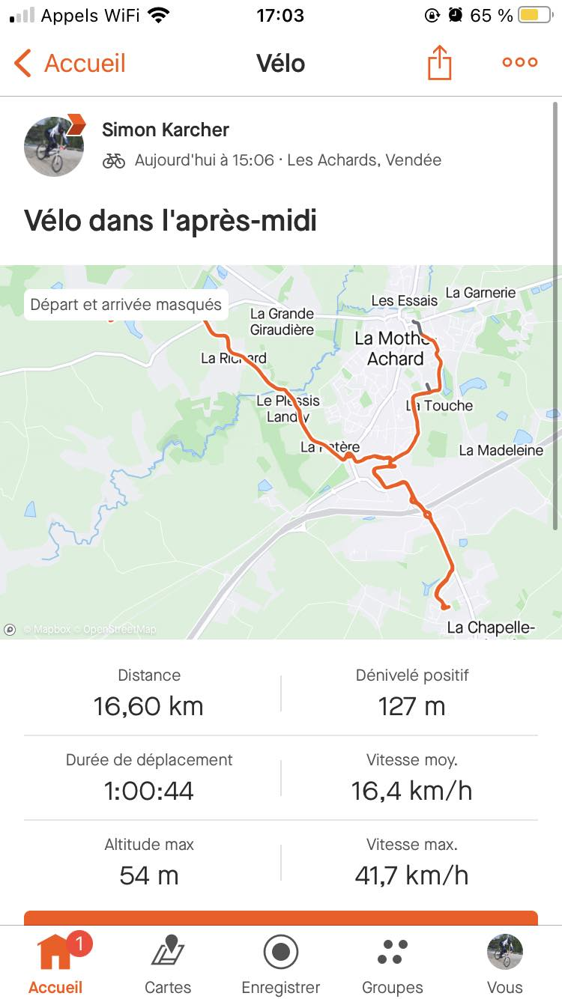 Appels WiFi 17:03 65 %
Accueil Vélo
Simon Karcher
Aujourd'hui à 15:06 · Les Achards, Vendée
Vélo dans l'après-midi
Départ et arrivée masqués
Les Essais
La Garnerie
La Grande
Giraudière
La Mothe-
Achard
La Richard
Le Plessis
Landry
La Touche
La Madeleine
© Mapbox © OpenStreetMap
La Chapelle-
Distance
16,60 km
Dénivelé positif
127 m
Durée de déplacement
1:00:44
Vitesse moy.
16,4 km/h
Altitude max
54 m
Vitesse max.
41,7 km/h
1
Accueil
Cartes
Enregistrer
Groupes
Vous